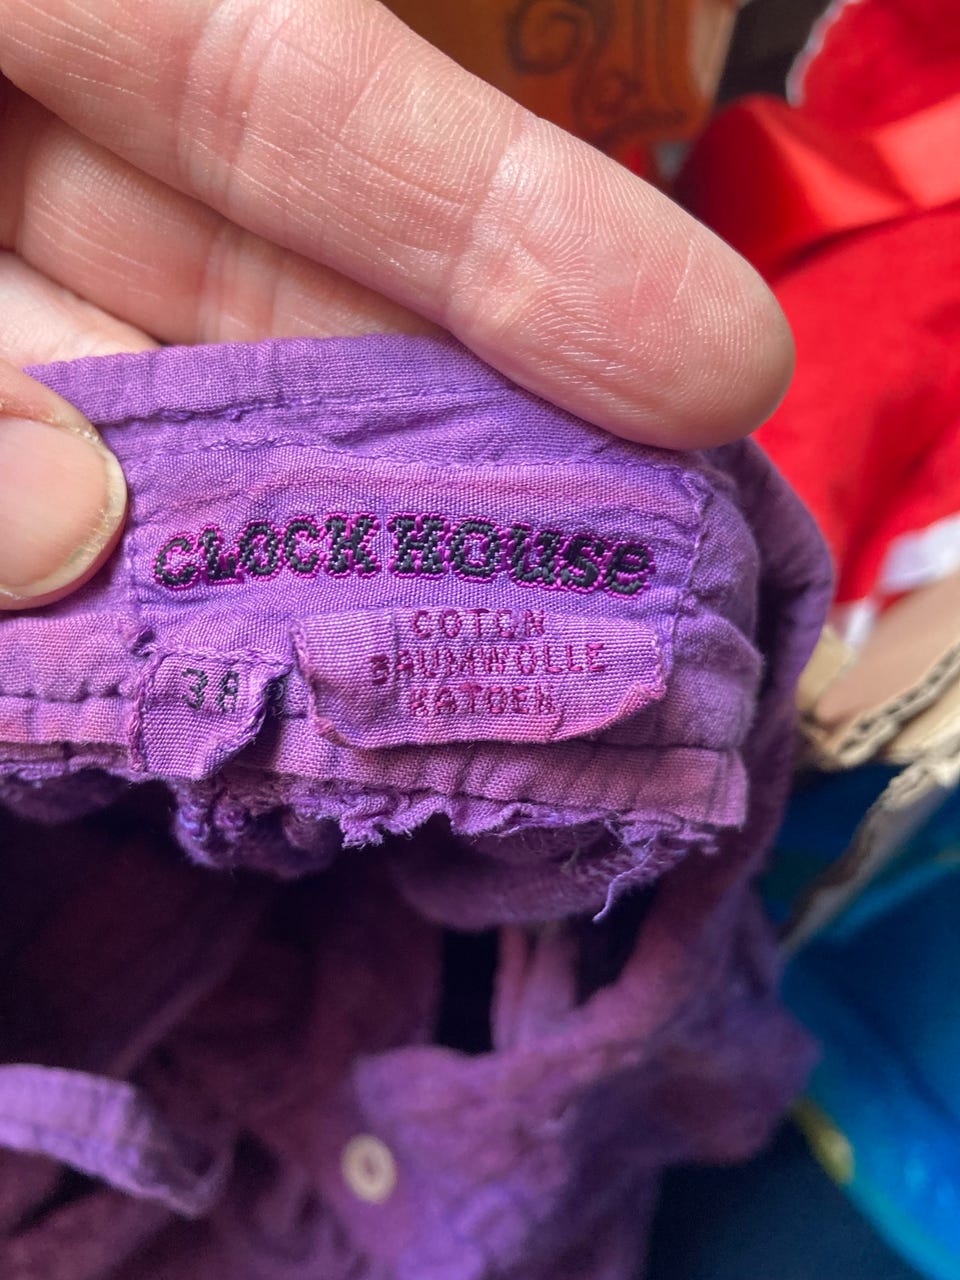 CLOCKHOUSE
COTON
BAUMWOLLE
KATOEN
38